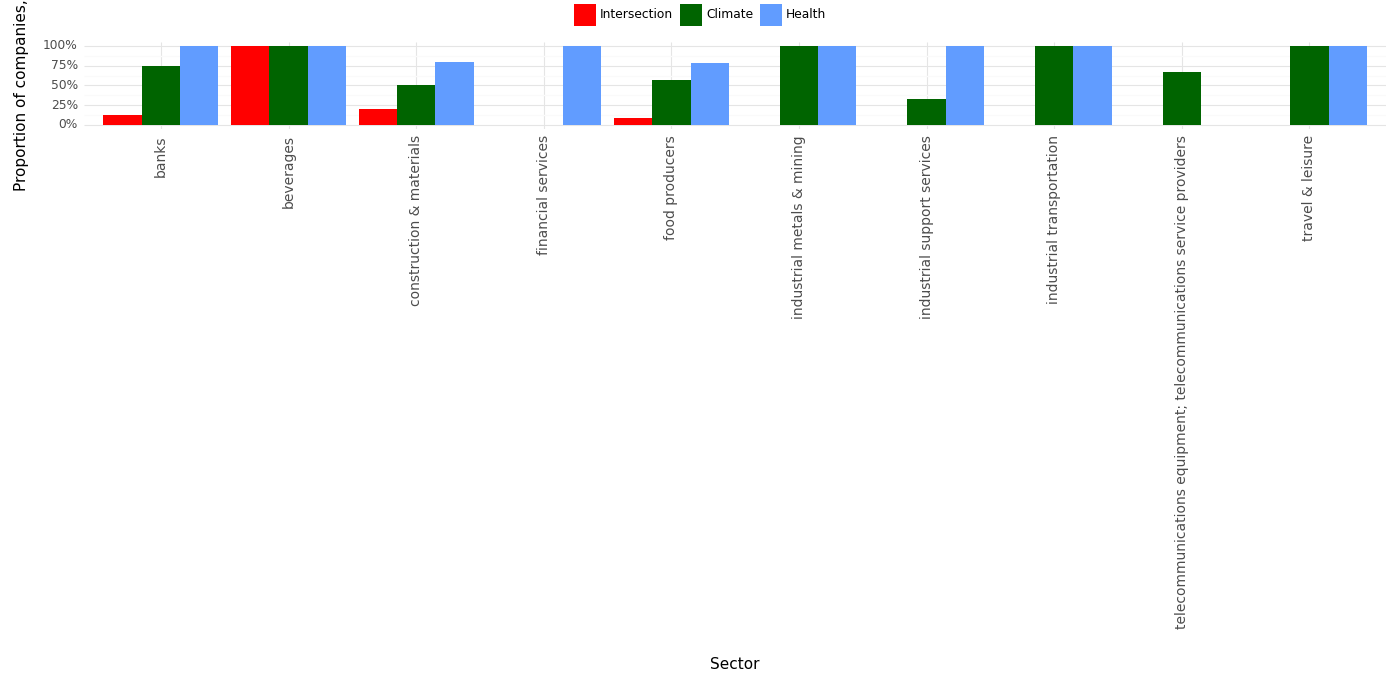 Intersection Climate Health
Proportion of companies,
100%
75%
50%
25%
0%
banks
beverages
construction & materials
financial services
food producers
industrial metals & mining
industrial support services
industrial transportation
telecommunications equipment; telecommunications service providers
travel & leisure
Sector